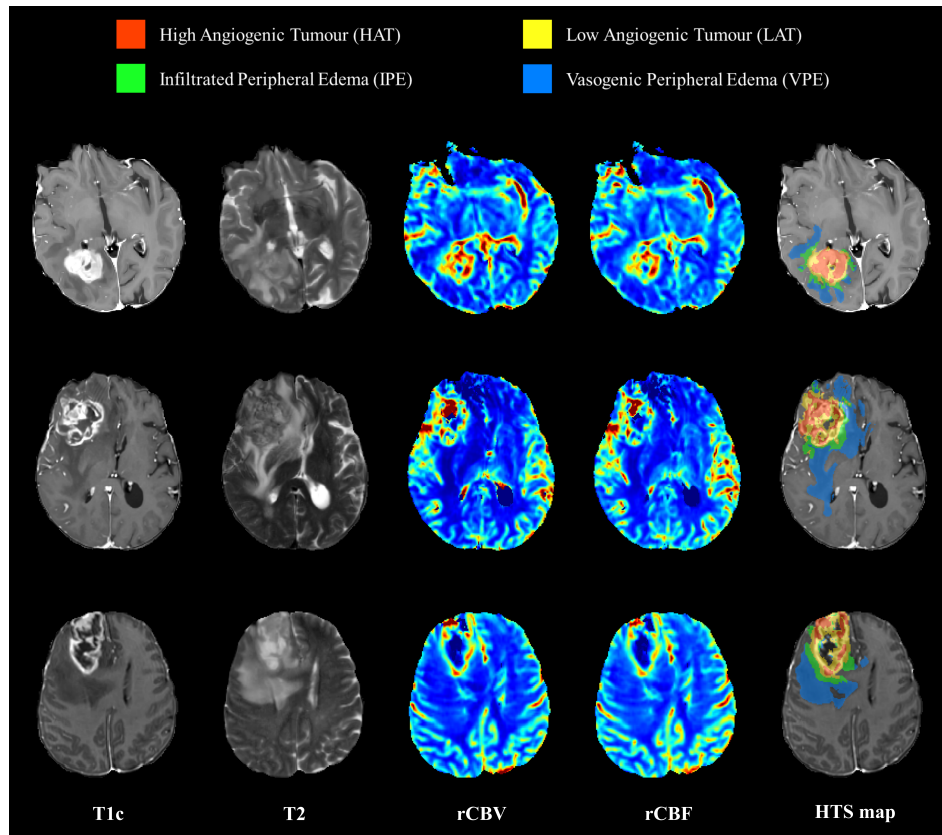 High Angiogenic Tumour (HAT)
Low Angiogenic Tumour (LAT)
Infiltrated Peripheral Edema (IPE)
Vasogenic Peripheral Edema (VPE)
T1c
T2
rCBV
rCBF
HTS map